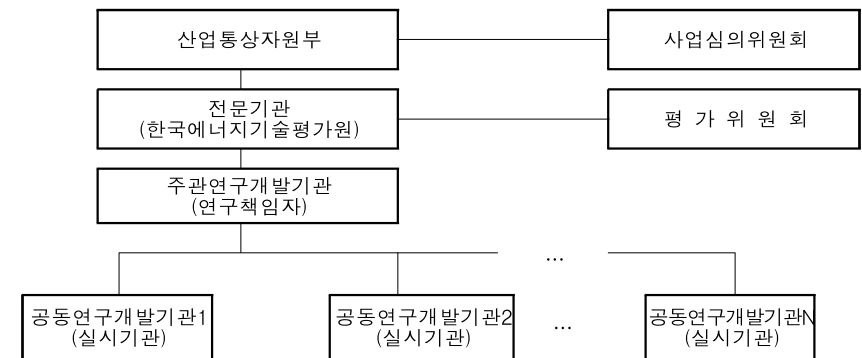 산업통상자원부
사업심의위원회
전문기관
(한국에너지기술평가원)
평 가 위 원 회
주관연구개발기관
(연구책임자)
...
공동연구개발기관1
(실시기관)
공동연구개발기관2
(실시기관)
...
공동연구개발기관N
(실시기관)